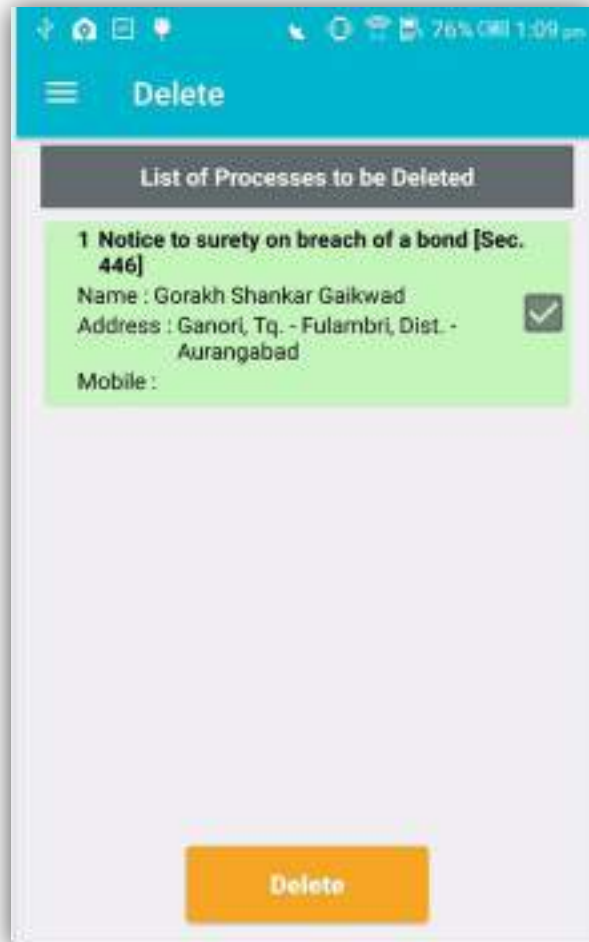 76% 1:09 pm
Delete
List of Processes to be Deleted
1 Notice to surety on breach of a bond [Sec.
446]
Name : Gorakh Shankar Gaikwad
Address : Ganori, Tq. - Fulambri, Dist. -
Aurangabad
Mobile :
Delete